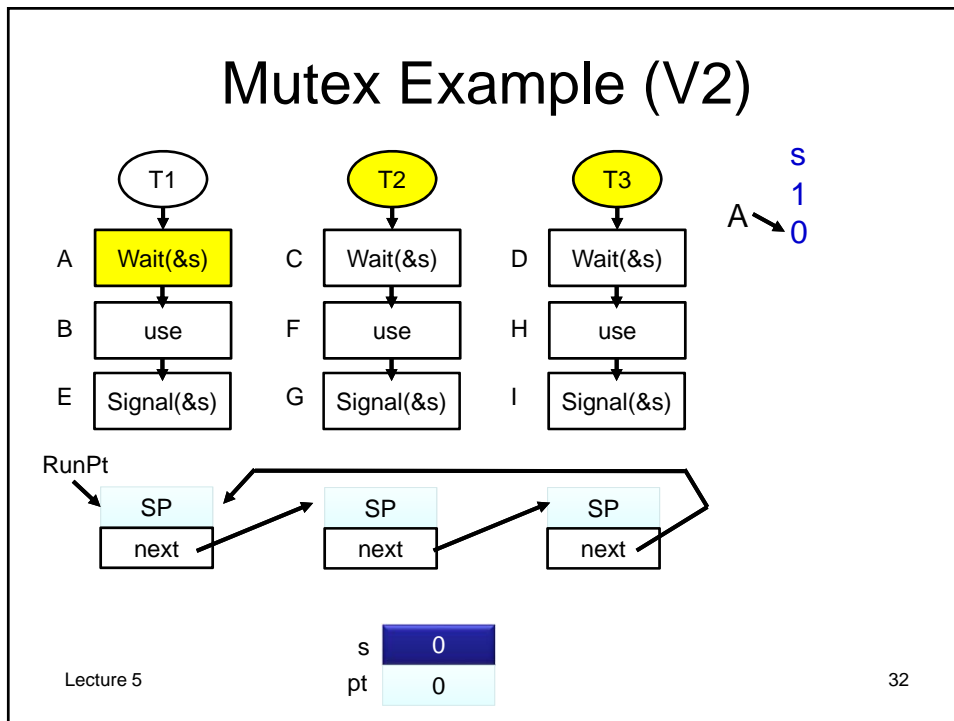 Mutex Example (V2)
T1 T2 T3
s
1
A 0
A Wait(&s) C Wait(&s) D Wait(&s)
B use F use H use
E Signal(&s) G Signal(&s) I Signal(&s)
RunPt
SP SP SP
next next next
s 0
pt 0
Lecture 5 32